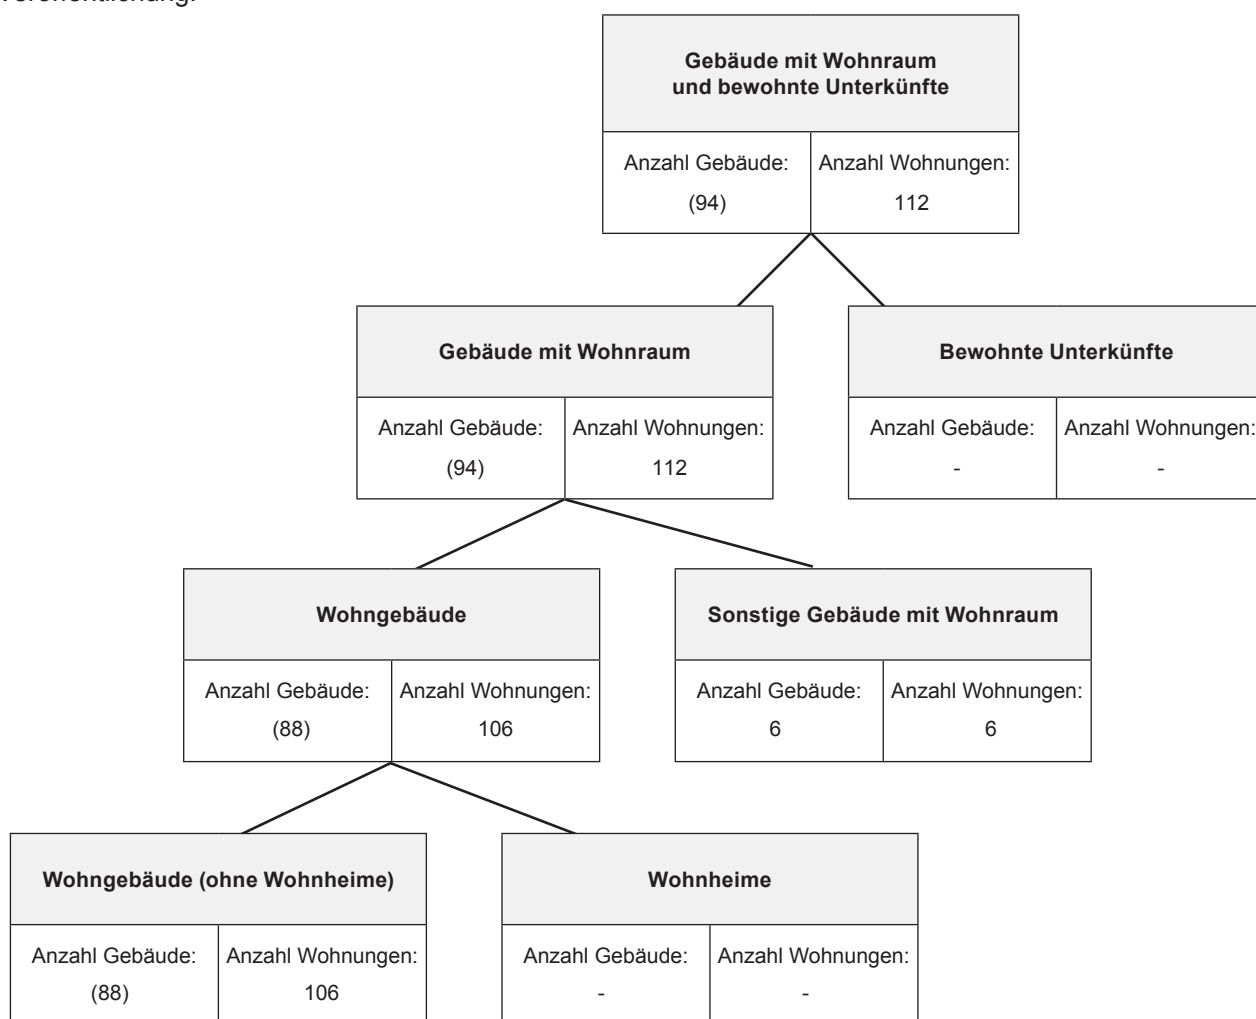 Veröffentlichung.
Gebäude mit Wohnraum
und bewohnte Unterkünfte
Anzahl Gebäude: Anzahl Wohnungen:
(94) 112
Gebäude mit Wohnraum
Anzahl Gebäude: Anzahl Wohnungen:
(94) 112
Bewohnte Unterkünfte
Anzahl Gebäude: Anzahl Wohnungen:
- -
Wohngebäude
Anzahl Gebäude: Anzahl Wohnungen:
(88) 106
Sonstige Gebäude mit Wohnraum
Anzahl Gebäude: Anzahl Wohnungen:
6 6
Wohngebäude (ohne Wohnheime)
Anzahl Gebäude: Anzahl Wohnungen:
(88) 106
Wohnheime
Anzahl Gebäude: Anzahl Wohnungen:
- -